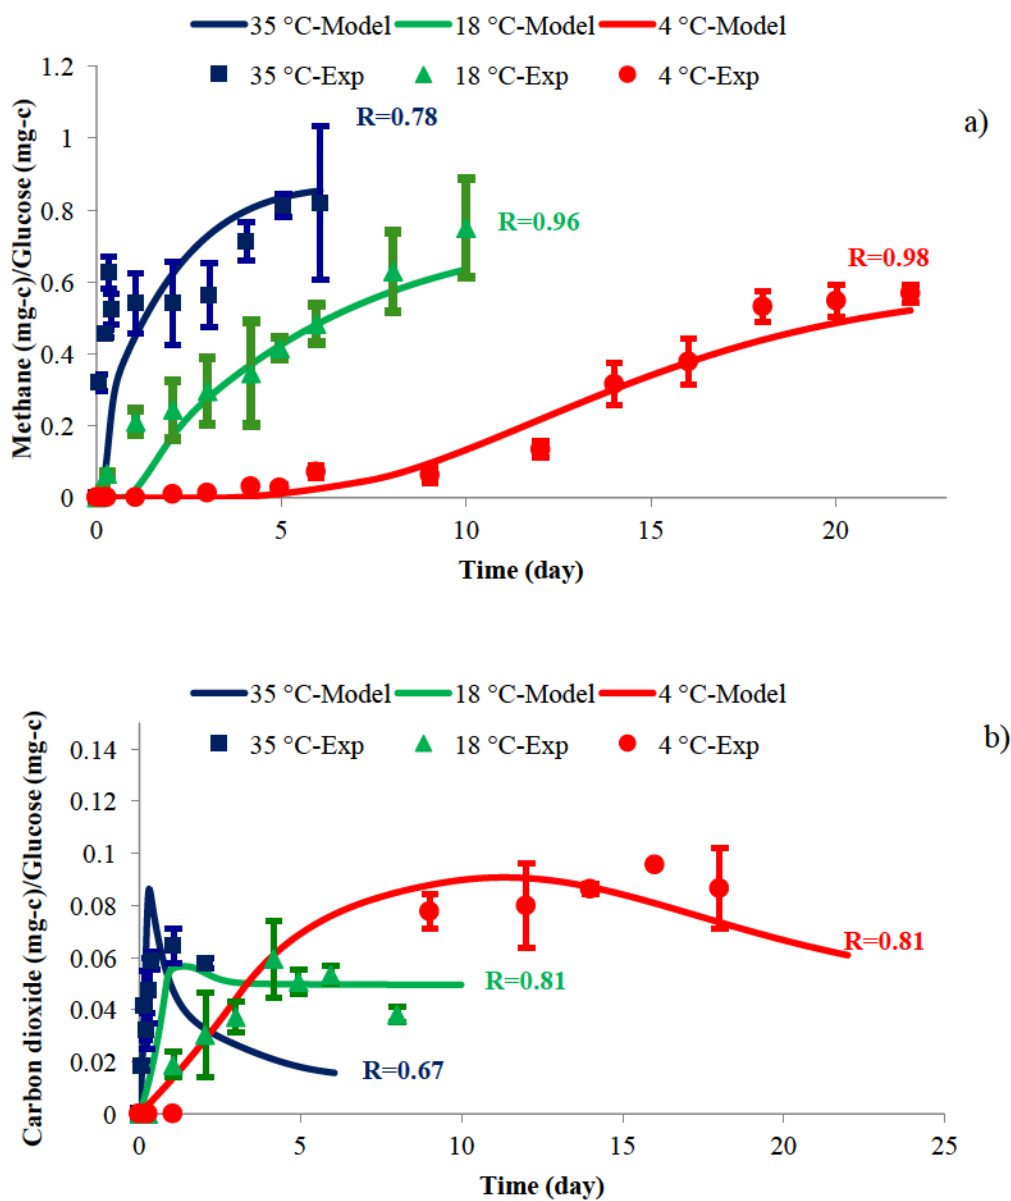 35 °C-Model 18 °C-Model 4 °C-Model
35 °C-Exp 18 °C-Exp 4 °C-Exp
a)
Methane (mg-c)/Glucose (mg-c)
1.2
1
0.8
0.6
0.4
0.2
0
R=0.78
R=0.96
R=0.98
0 5 10 15 20
Time (day)
35 °C-Model 18 °C-Model 4 °C-Model
35 °C-Exp 18 °C-Exp 4 °C-Exp
b)
Carbon dioxide (mg-c)/Glucose (mg-c)
0.14
0.12
0.1
0.08
0.06
0.04
0.02
0
R=0.81
R=0.81
R=0.67
0 5 10 15 20 25
Time (day)